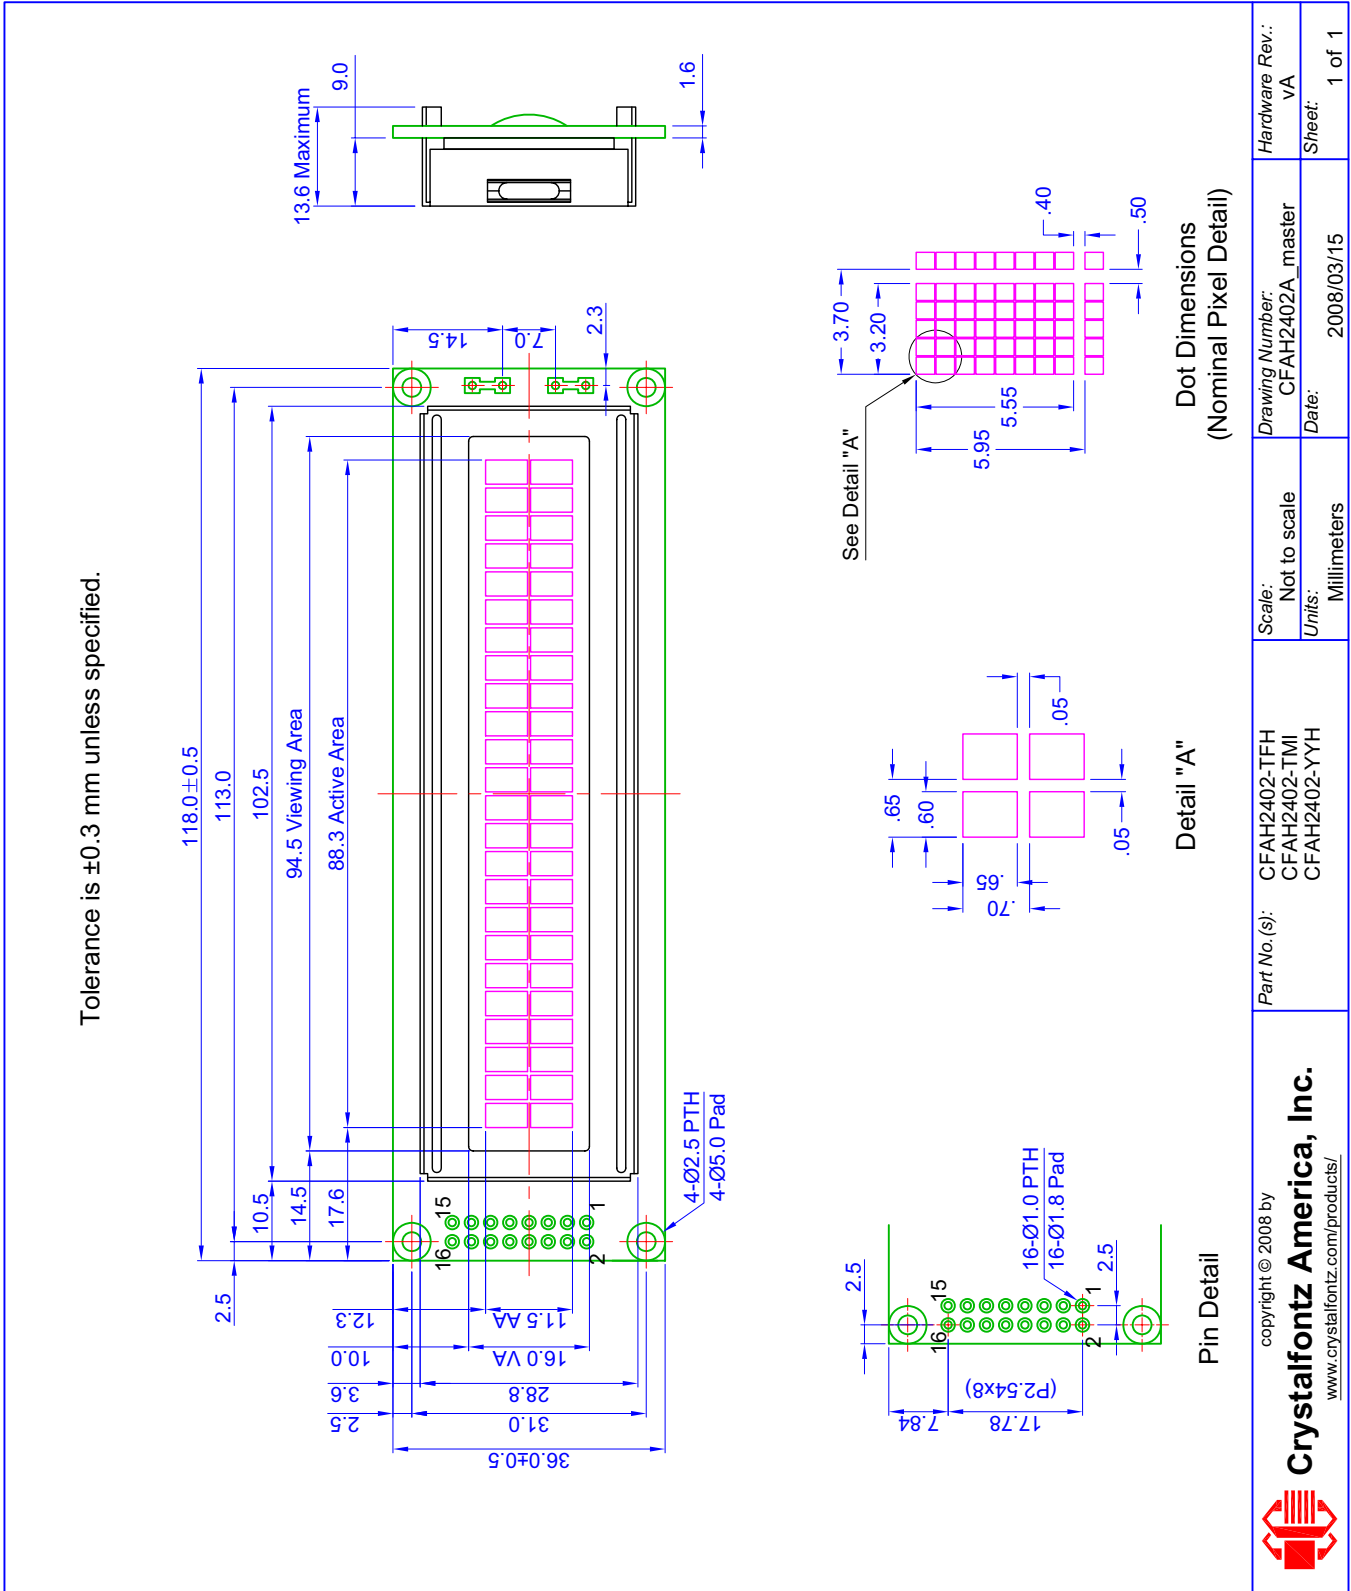 Tolerance is ±0.3 mm unless specified.
118.0±0.5
113.0
102.5
94.5 Viewing Area
88.3 Active Area
2.5
10.5
14.5
17.6
14.5
7.0
2.3
13.6 Maximum
9.0
1.6
15
1
16
2
12.3
11.5 AA
10.0
16.0 VA
3.6
28.8
2.5
31.0
36.0±0.5
4-Ø2.5 PTH
4-Ø5.0 Pad
2.5
16-Ø1.0 PTH
16-Ø1.8 Pad
2.5
15
1
16
2
7.84
17.78
(P2.54x8)
Pin Detail
.65
.60
.05
.65
.70
.05
Detail "A"
See Detail "A"
3.70
3.20
.40
.50
5.55
5.95
Dot Dimensions
(Nominal Pixel Detail)
copyright © 2008 by
Crystalfontz America, Inc.
www.crystalfontz.com/products/
Part No.(s):
CFAH2402-TFH
CFAH2402-TMI
CFAH2402-YYH
Scale:
Not to scale
Units:
Millimeters
Drawing Number:
CFAH2402A_master
Date:
2008/03/15
Hardware Rev.:
vA
Sheet:
1 of 1